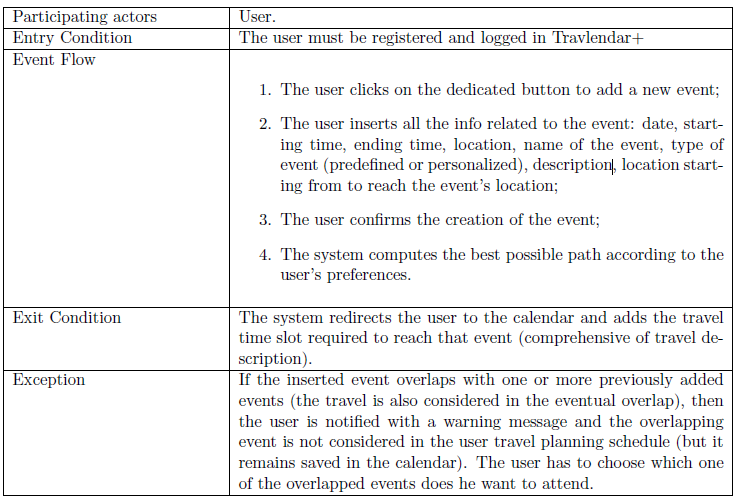 Participating actors User.
Entry Condition The user must be registered and logged in Travlendar+
Event Flow
1. The user clicks on the dedicated button to add a new event;
2. The user inserts all the info related to the event: date, start-
ing time, ending time, location, name of the event, type of
event (predefined or personalized), description, location start-
ing from to reach the event's location;
3. The user confirms the creation of the event;
4. The system computes the best possible path according to the
user's preferences.
Exit Condition The system redirects the user to the calendar and adds the travel
time slot required to reach that event (comprehensive of travel de-
scription).
Exception If the inserted event overlaps with one or more previously added
events (the travel is also considered in the eventual overlap), then
the user is notified with a warning message and the overlapping
event is not considered in the user travel planning schedule (but it
remains saved in the calendar). The user has to choose which one
of the overlapped events does he want to attend.